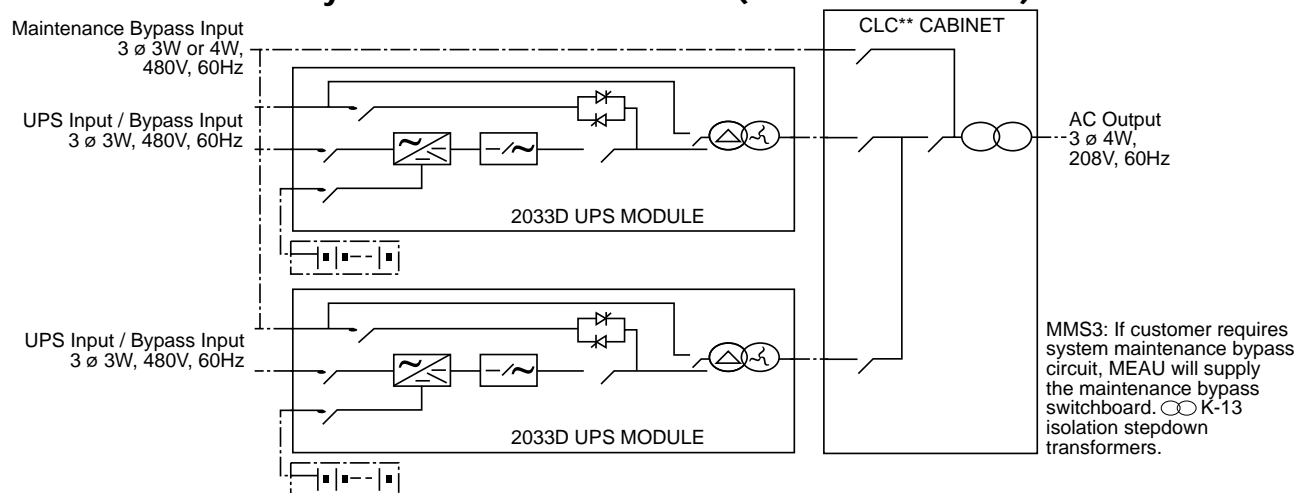 Maintenance Bypass Input
3 ø 3W or 4W,
480V, 60Hz
CLC** CABINET
UPS Input / Bypass Input
3 ø 3W, 480V, 60Hz
AC Output
3 ø 4W,
208V, 60Hz
2033D UPS MODULE
UPS Input / Bypass Input
3 ø 3W, 480V, 60Hz
2033D UPS MODULE
MMS3: If customer requires
system maintenance bypass
circuit, MEAU will supply
the maintenance bypass
switchboard. K-13
isolation stepdown
transformers.